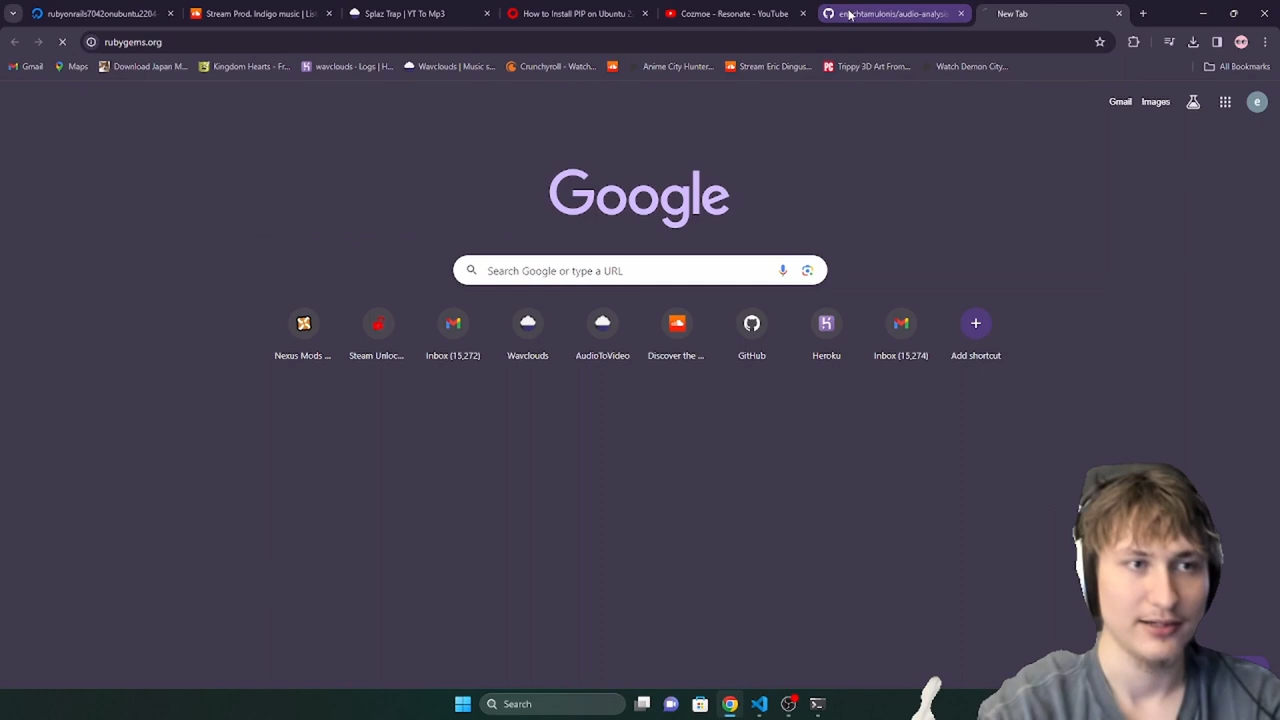 rubyonrails7042onubuntu2204
Stream Prod. Indigo music | Lis
Splaz Trap | YT To Mp3
How to Install PIP on Ubuntu 2
Cozmoe - Resonate - YouTube
New Tab
rubygems.org
Gmail
Maps
Download Japan M...
Kingdom Hearts - Fr...
wavclouds - Logs | H...
Wavclouds | Music s...
Crunchyroll - Watch...
Anime City Hunter...
Stream Eric Dingus...
Trippy 3D Art From...
Watch Demon City...
All Bookmarks
Gmail
Images
e
Google
Search Google or type a URL
Nexus Mods ...
Steam Unloc...
Inbox (15,272)
Wavclouds
AudioToVideo
Discover the ...
GitHub
Heroku
Inbox (15,274)
Add shortcut
Search